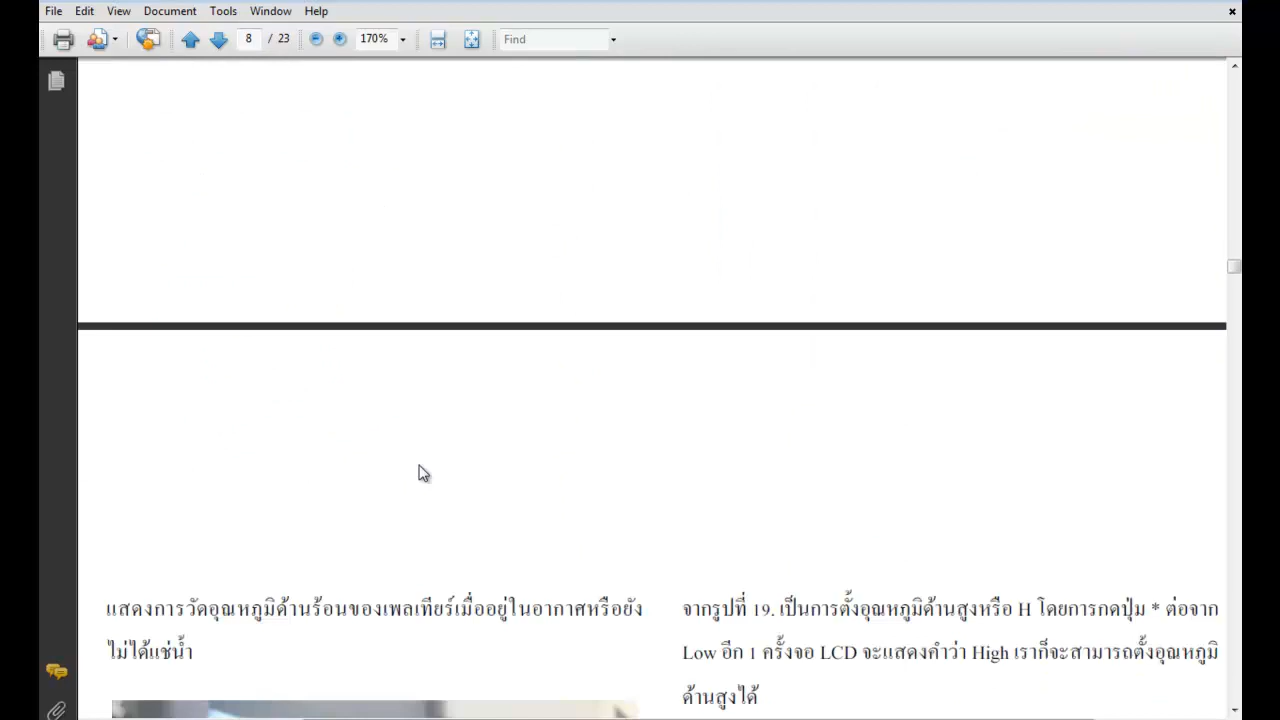 File Edit View Document Tools Window Help
8 / 23 170% Find
แสดงการวัดอุณหภูมิด้านร้อนของเพลเทียร์เมื่ออยู่ในอากาศหรือยัง
ไม่ได้แช่น้ำ
จากรูปที่ 19. เป็นการตั้งอุณหภูมิด้านสูงหรือ H โดยการกดปุ่ม * ต่อจาก
Low อีก 1 ครั้งจอ LCD จะแสดงคำว่า High เราก็จะสามารถตั้งอุณหภูมิ
ด้านสูงได้